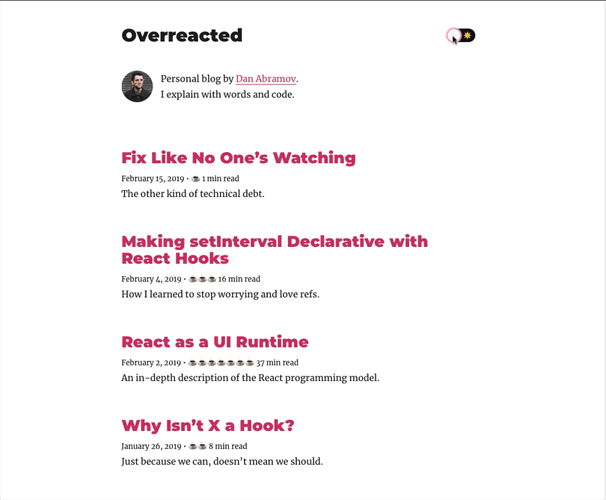 Overreacted
Personal blog by Dan Abramov.
I explain with words and code.
Fix Like No One’s Watching
February 15, 2019 • ☕ 1 min read
The other kind of technical debt.
Making setInterval Declarative with
React Hooks
February 4, 2019 • ☕☕☕ 16 min read
How I learned to stop worrying and love refs.
React as a UI Runtime
February 2, 2019 • ☕☕☕☕☕☕☕ 37 min read
An in-depth description of the React programming model.
Why Isn’t X a Hook?
January 26, 2019 • ☕☕ 8 min read
Just because we can, doesn’t mean we should.